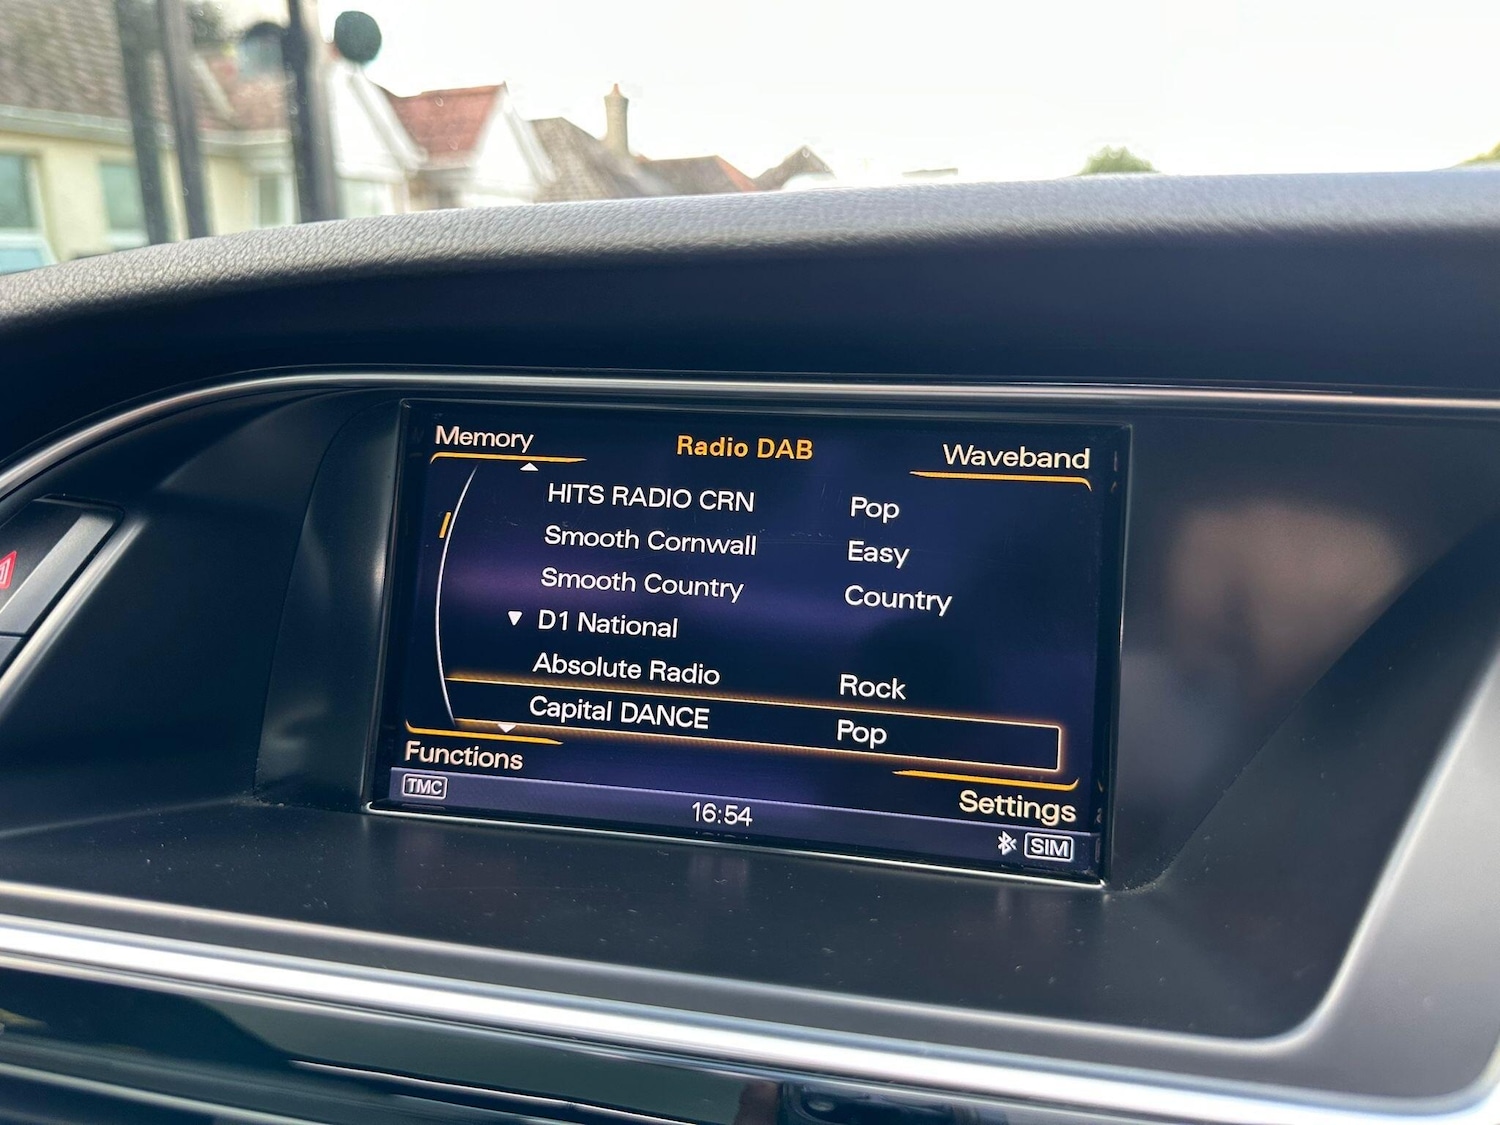 Memory
Radio DAB
Waveband
HITS RADIO CRN Pop
Smooth Cornwall Easy
Smooth Country Country
D1 National
Absolute Radio Rock
Capital DANCE Pop
Functions
Settings
TMC
16:54
SIM